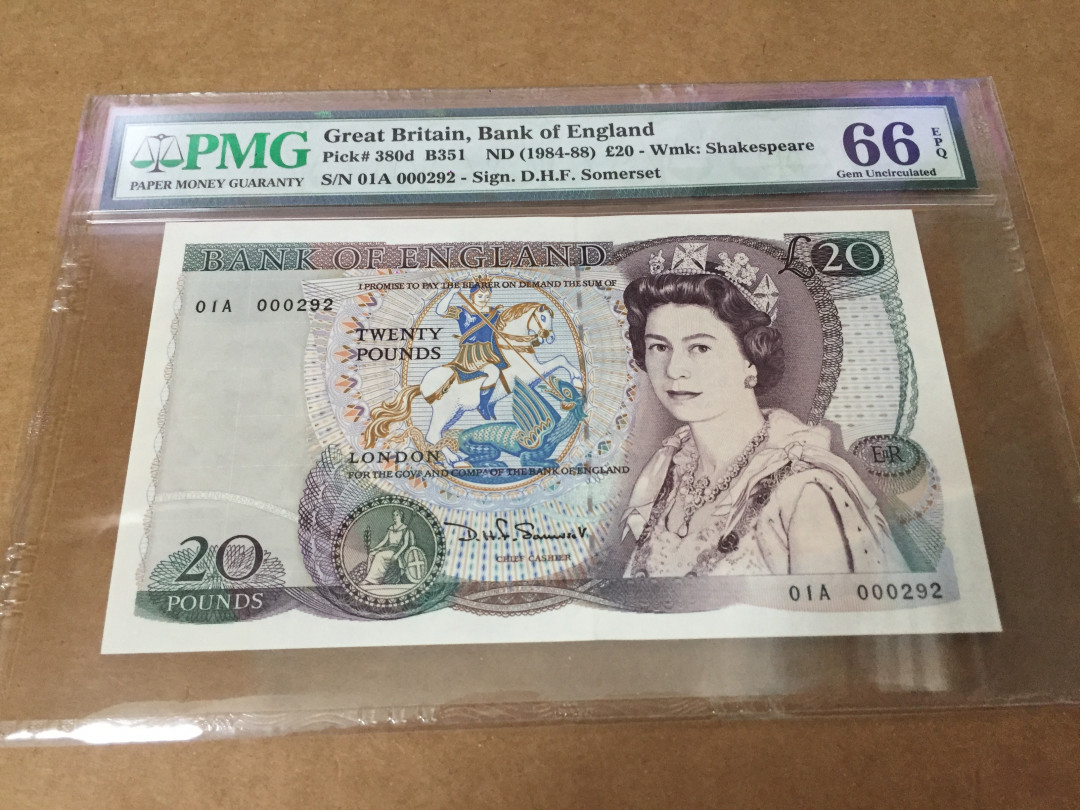 PMG
PAPER MONEY GUARANTY
Great Britain, Bank of England
Pick# 380d B351 ND (1984-88) £20 - Wmk: Shakespeare
S/N 01A 000292 - Sign. D.H.F. Somerset
66 EPQ
Gem Uncirculated
BANK OF ENGLAND
£20
I PROMISE TO PAY THE BEARER ON DEMAND THE SUM OF
01A 000292
TWENTY
POUNDS
LONDON
FOR THE GOVT AND COMPA OF THE BANK OF ENGLAND
EIIR
D.H.F. Somerset
CHIEF CASHIER
20
POUNDS
01A 000292